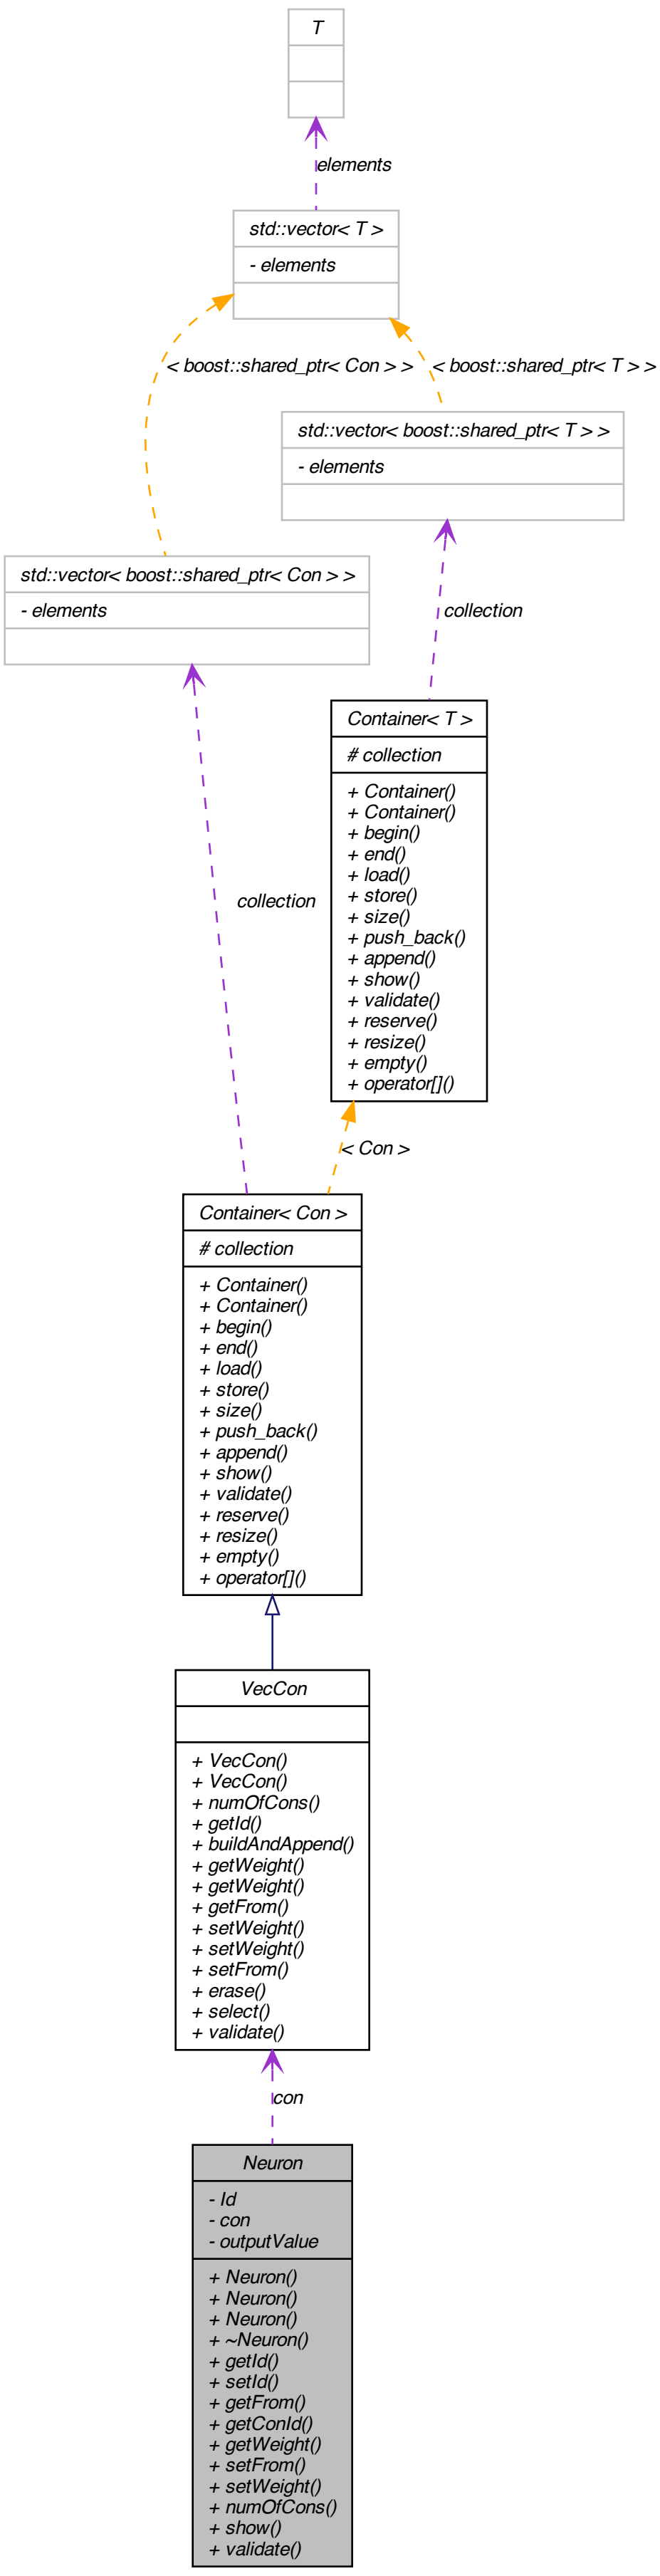 T
elements
std::vector< T >
- elements
< boost::shared_ptr< Con > >
< boost::shared_ptr< T > >
std::vector< boost::shared_ptr< T > >
- elements
std::vector< boost::shared_ptr< Con > >
- elements
collection
Container< T >
# collection
+ Container()
+ Container()
+ begin()
+ end()
+ load()
+ store()
+ size()
+ push_back()
+ append()
+ show()
+ validate()
+ reserve()
+ resize()
+ empty()
+ operator[]()
collection
< Con >
Container< Con >
# collection
+ Container()
+ Container()
+ begin()
+ end()
+ load()
+ store()
+ size()
+ push_back()
+ append()
+ show()
+ validate()
+ reserve()
+ resize()
+ empty()
+ operator[]()
VecCon
+ VecCon()
+ VecCon()
+ numOfCons()
+ getId()
+ buildAndAppend()
+ getWeight()
+ getWeight()
+ getFrom()
+ setWeight()
+ setWeight()
+ setFrom()
+ erase()
+ select()
+ validate()
con
Neuron
- Id
- con
- outputValue
+ Neuron()
+ Neuron()
+ Neuron()
+ ~Neuron()
+ getId()
+ setId()
+ getFrom()
+ getConId()
+ getWeight()
+ setFrom()
+ setWeight()
+ numOfCons()
+ show()
+ validate()